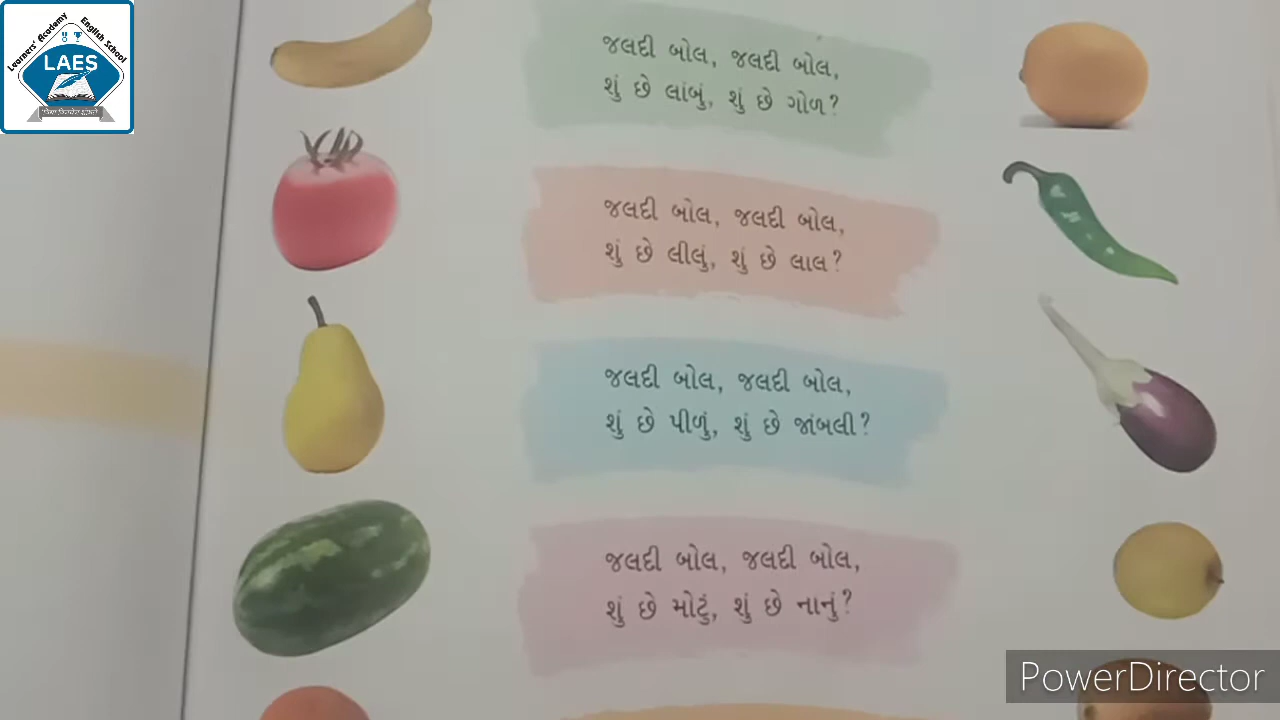 Learners' Academy English School
LAES
જલદી બોલ, જલદી બોલ,
શું છે લાંબું, શું છે ગોળ?
જલદી બોલ, જલદી બોલ,
શું છે લીલું, શું છે લાલ?
જલદી બોલ, જલદી બોલ,
શું છે પીળું, શું છે જાંબલી?
જલદી બોલ, જલદી બોલ,
શું છે મોટું, શું છે નાનું?
PowerDirector